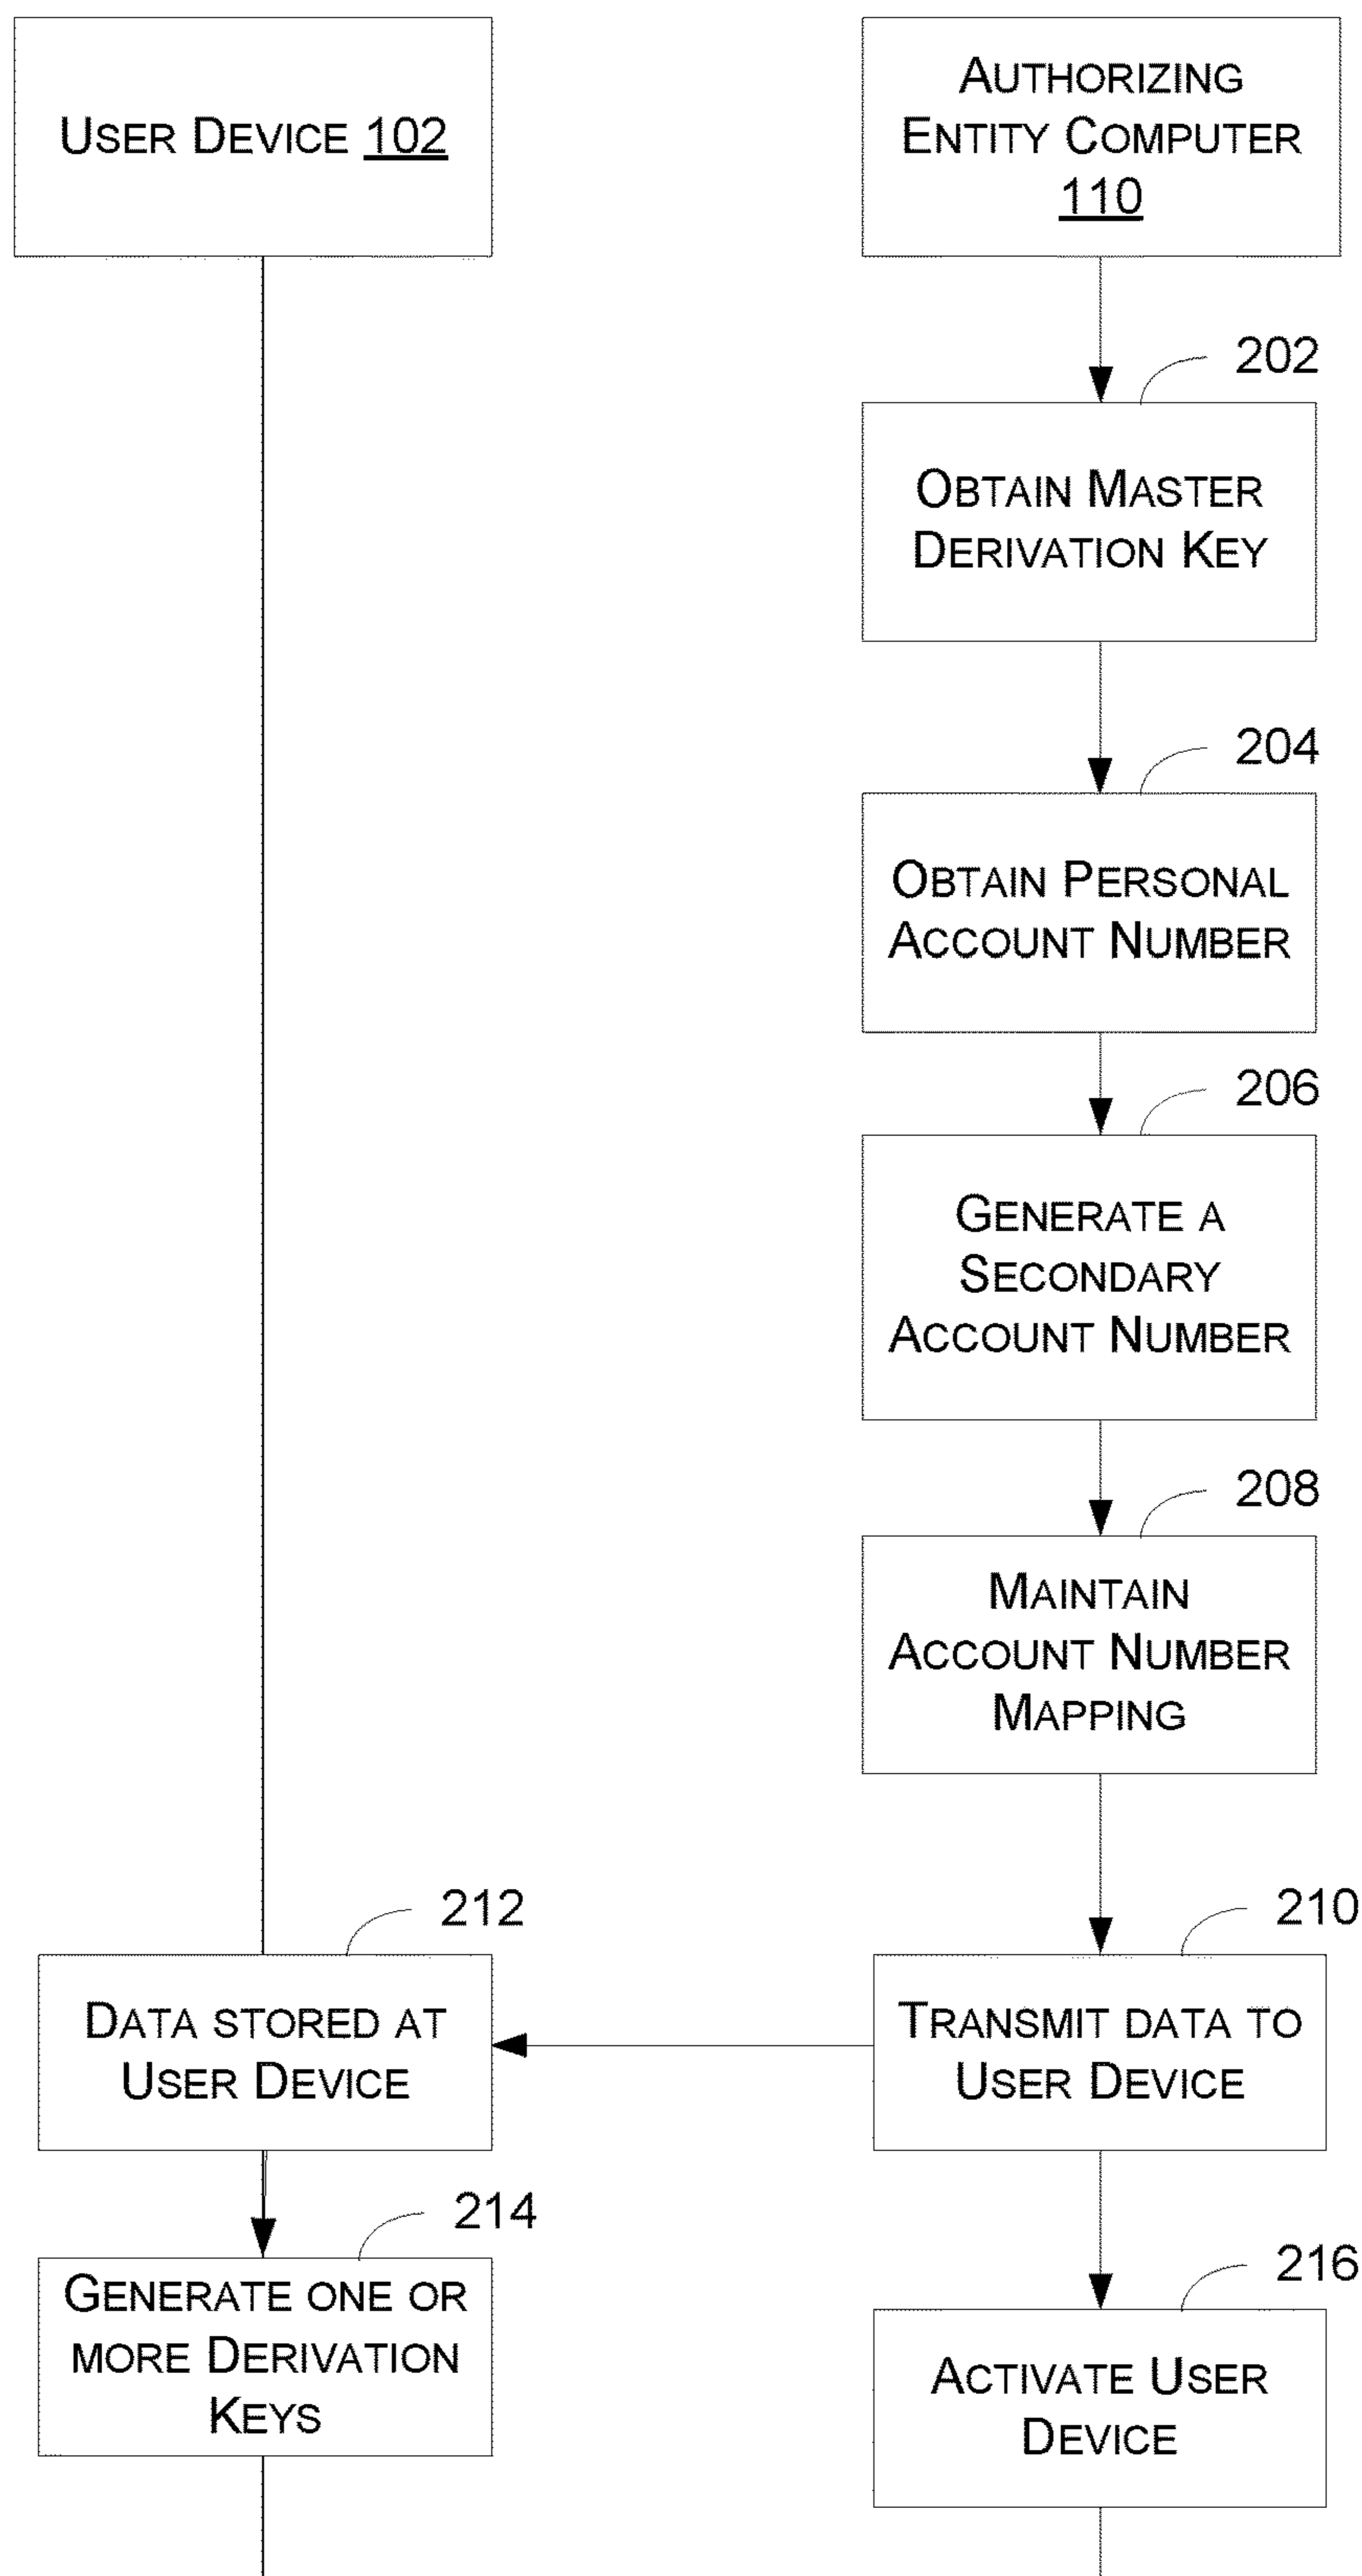 USER DEVICE 102
AUTHORIZING
ENTITY COMPUTER
110
202
OBTAIN MASTER
DERIVATION KEY
204
OBTAIN PERSONAL
ACCOUNT NUMBER
206
GENERATE A
SECONDARY
ACCOUNT NUMBER
208
MAINTAIN
ACCOUNT NUMBER
MAPPING
212
DATA STORED AT
USER DEVICE
210
TRANSMIT DATA TO
USER DEVICE
214
GENERATE ONE OR
MORE DERIVATION
KEYS
216
ACTIVATE USER
DEVICE